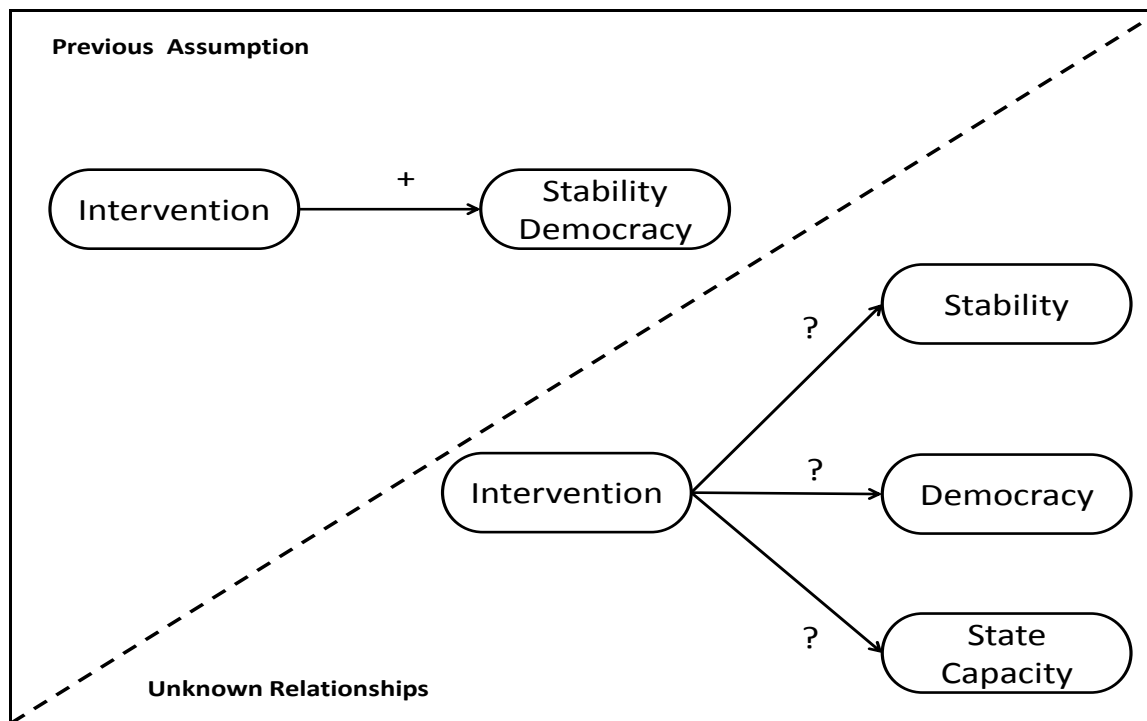 Previous Assumption
+
Intervention
Stability
Democracy
Stability
?
Intervention
?
Democracy
?
State
Capacity
Unknown Relationships